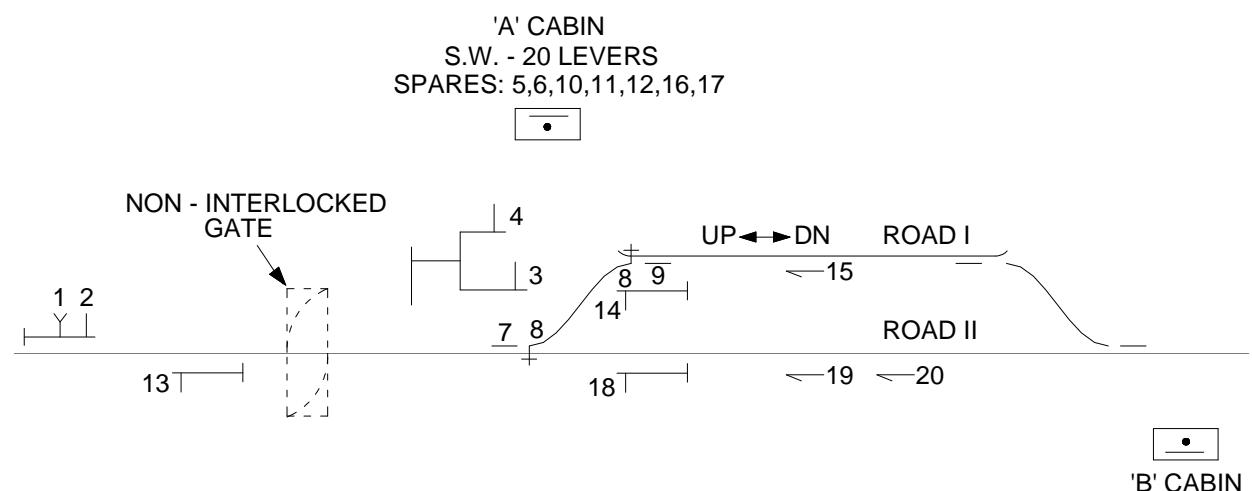 'A' CABIN
S.W. - 20 LEVERS
SPARES: 5,6,10,11,12,16,17
NON - INTERLOCKED
GATE
4
UP DN ROAD I
3
8 9 15
1 2
14
7 8 ROAD II
13
18 19 20
'B' CABIN